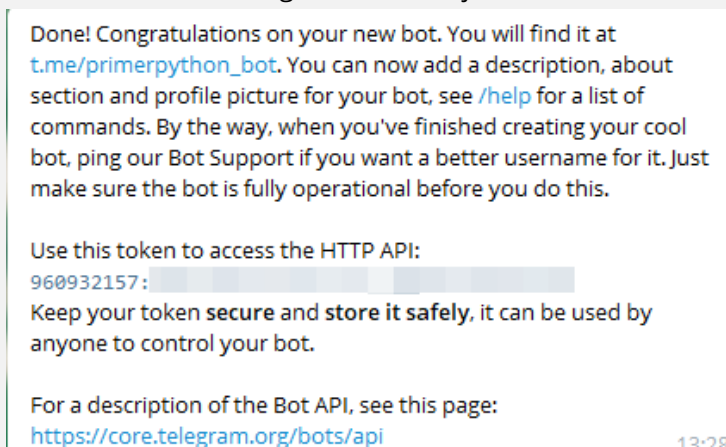 Done! Congratulations on your new bot. You will find it at
t.me/primerpython_bot. You can now add a description, about
section and profile picture for your bot, see /help for a list of
commands. By the way, when you've finished creating your cool
bot, ping our Bot Support if you want a better username for it. Just
make sure the bot is fully operational before you do this.
Use this token to access the HTTP API:
960932157:
Keep your token secure and store it safely, it can be used by
anyone to control your bot.
For a description of the Bot API, see this page:
https://core.telegram.org/bots/api
13:28